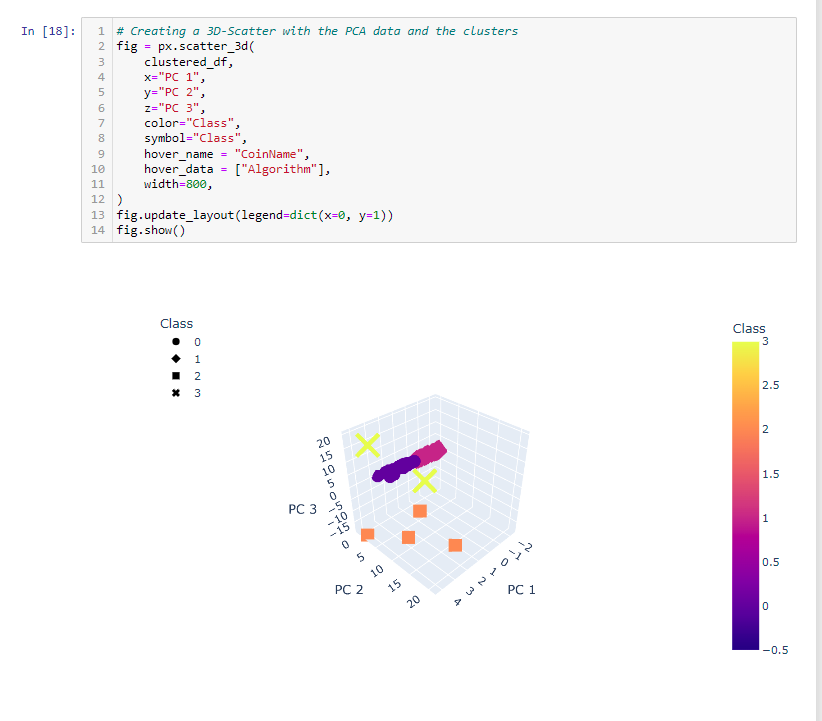 In [18]:
1 # Creating a 3D-Scatter with the PCA data and the clusters
2 fig = px.scatter_3d(
3     clustered_df,
4     x="PC 1",
5     y="PC 2",
6     z="PC 3",
7     color="Class",
8     symbol="Class",
9     hover_name = "CoinName",
10     hover_data = ["Algorithm"],
11     width=800,
12 )
13 fig.update_layout(legend=dict(x=0, y=1))
14 fig.show()
Class
0
1
2
3
20
15
10
5
0
−5
−10
−15
PC 3
0
5
10
15
20
PC 2
−2
−1
0
1
2
3
4
PC 1
Class
3
2.5
2
1.5
1
0.5
0
−0.5